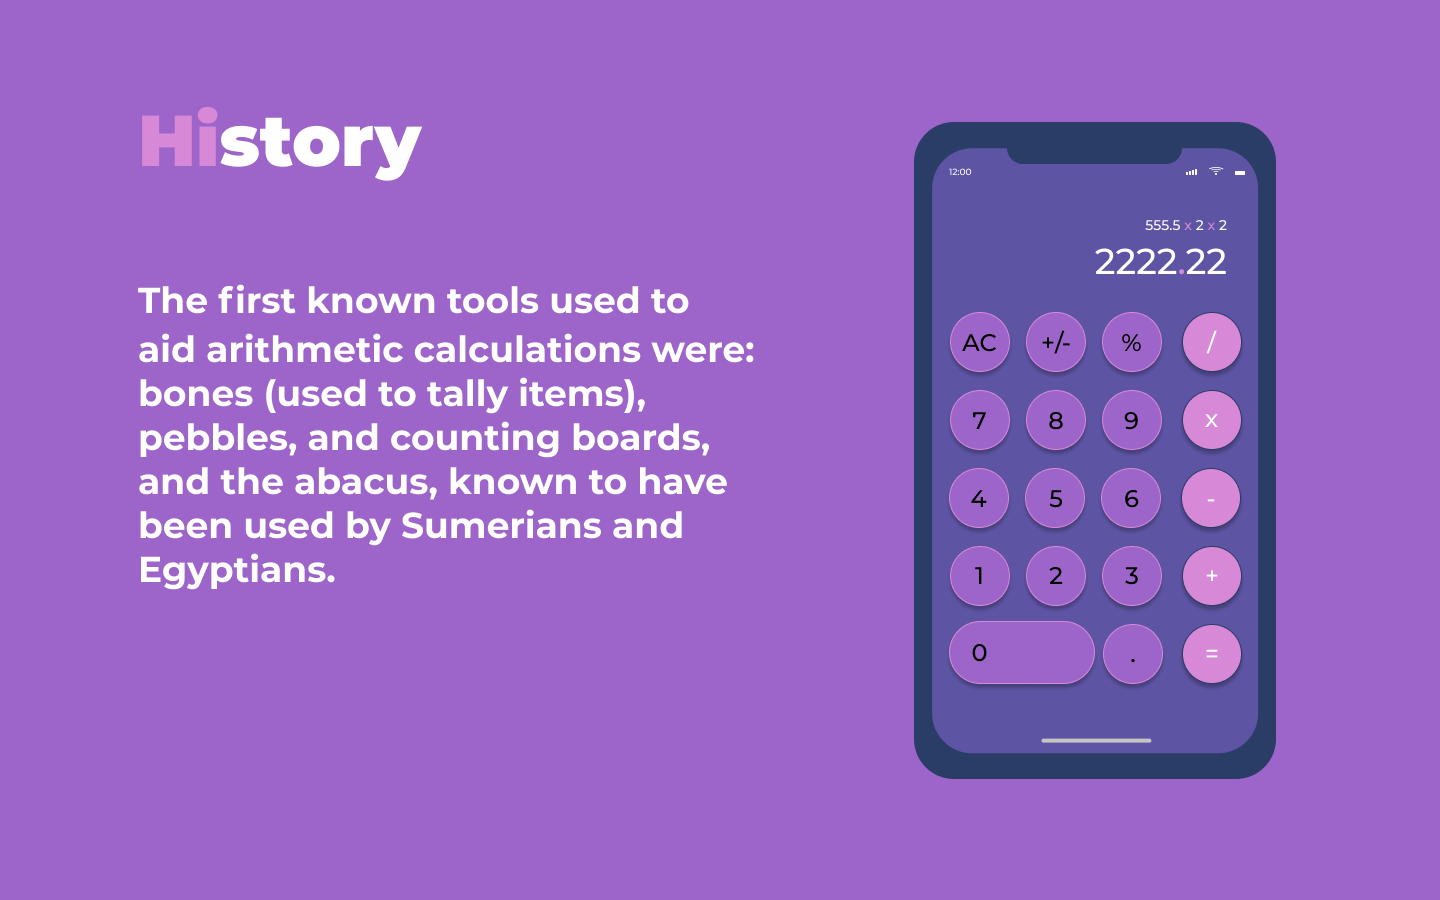 History
The first known tools used to
aid arithmetic calculations were:
bones (used to tally items),
pebbles, and counting boards,
and the abacus, known to have
been used by Sumerians and
Egyptians.
12:00
555.5 x 2 x 2
2222.22
AC +/- % /
7 8 9 x
4 5 6 -
1 2 3 +
0 . =